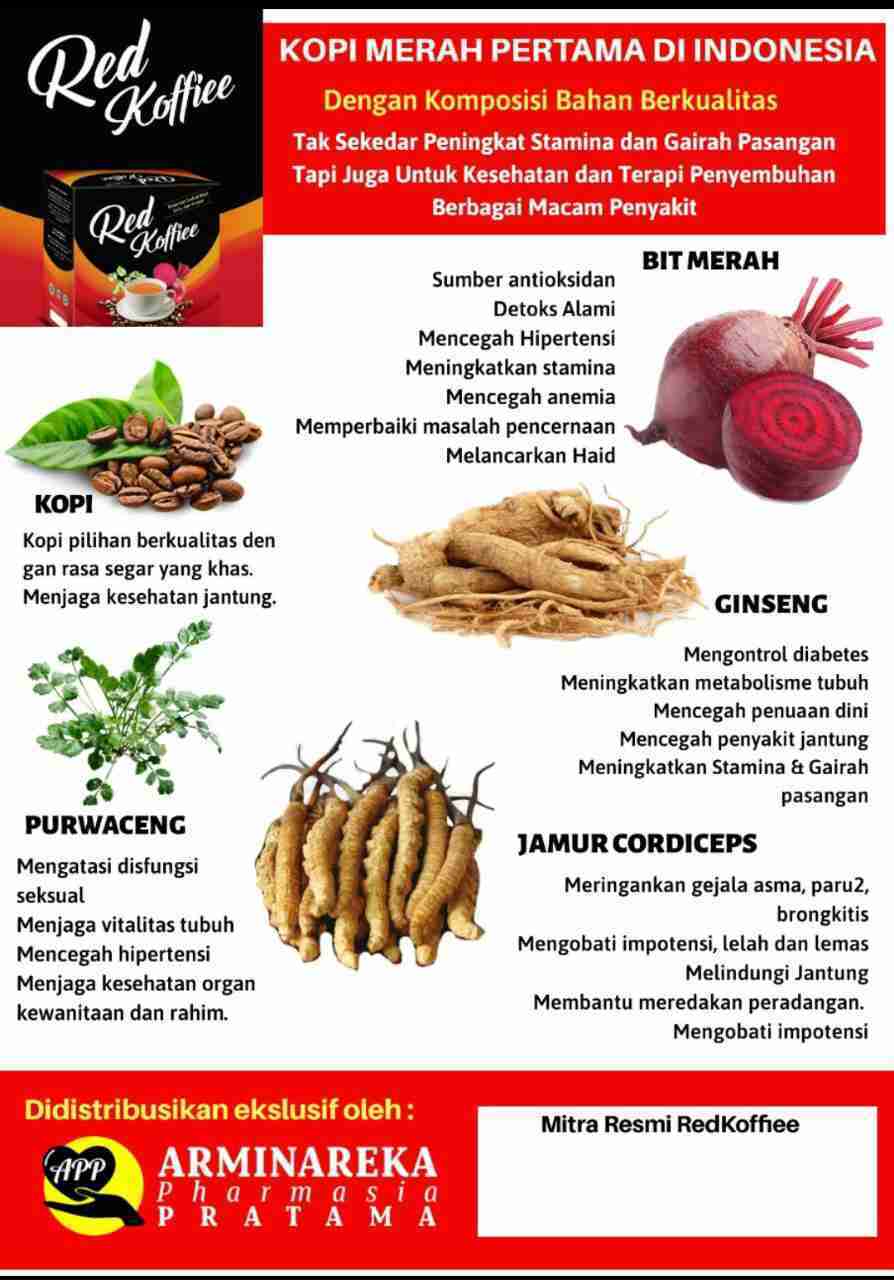 Red
Koffiee
KOPI MERAH PERTAMA DI INDONESIA
Dengan Komposisi Bahan Berkualitas
Tak Sekedar Peningkat Stamina dan Gairah Pasangan
Tapi Juga Untuk Kesehatan dan Terapi Penyembuhan
Berbagai Macam Penyakit
Red Koffiee
Red
Koffiee
BIT MERAH
Sumber antioksidan
Detoks Alami
Mencegah Hipertensi
Meningkatkan stamina
Mencegah anemia
Memperbaiki masalah pencernaan
Melancarkan Haid
KOPI
Kopi pilihan berkualitas den
gan rasa segar yang khas.
Menjaga kesehatan jantung.
GINSENG
Mengontrol diabetes
Meningkatkan metabolisme tubuh
Mencegah penuaan dini
Mencegah penyakit jantung
Meningkatkan Stamina & Gairah
pasangan
PURWACENG
Mengatasi disfungsi
seksual
Menjaga vitalitas tubuh
Mencegah hipertensi
Menjaga kesehatan organ
kewanitaan dan rahim.
JAMUR CORDICEPS
Meringankan gejala asma, paru2,
brongkitis
Mengobati impotensi, lelah dan lemas
Melindungi Jantung
Membantu meredakan peradangan.
Mengobati impotensi
Didistribusikan ekslusif oleh :
APP
ARMINAREKA
Pharmasia
PRATAMA
Mitra Resmi RedKoffiee